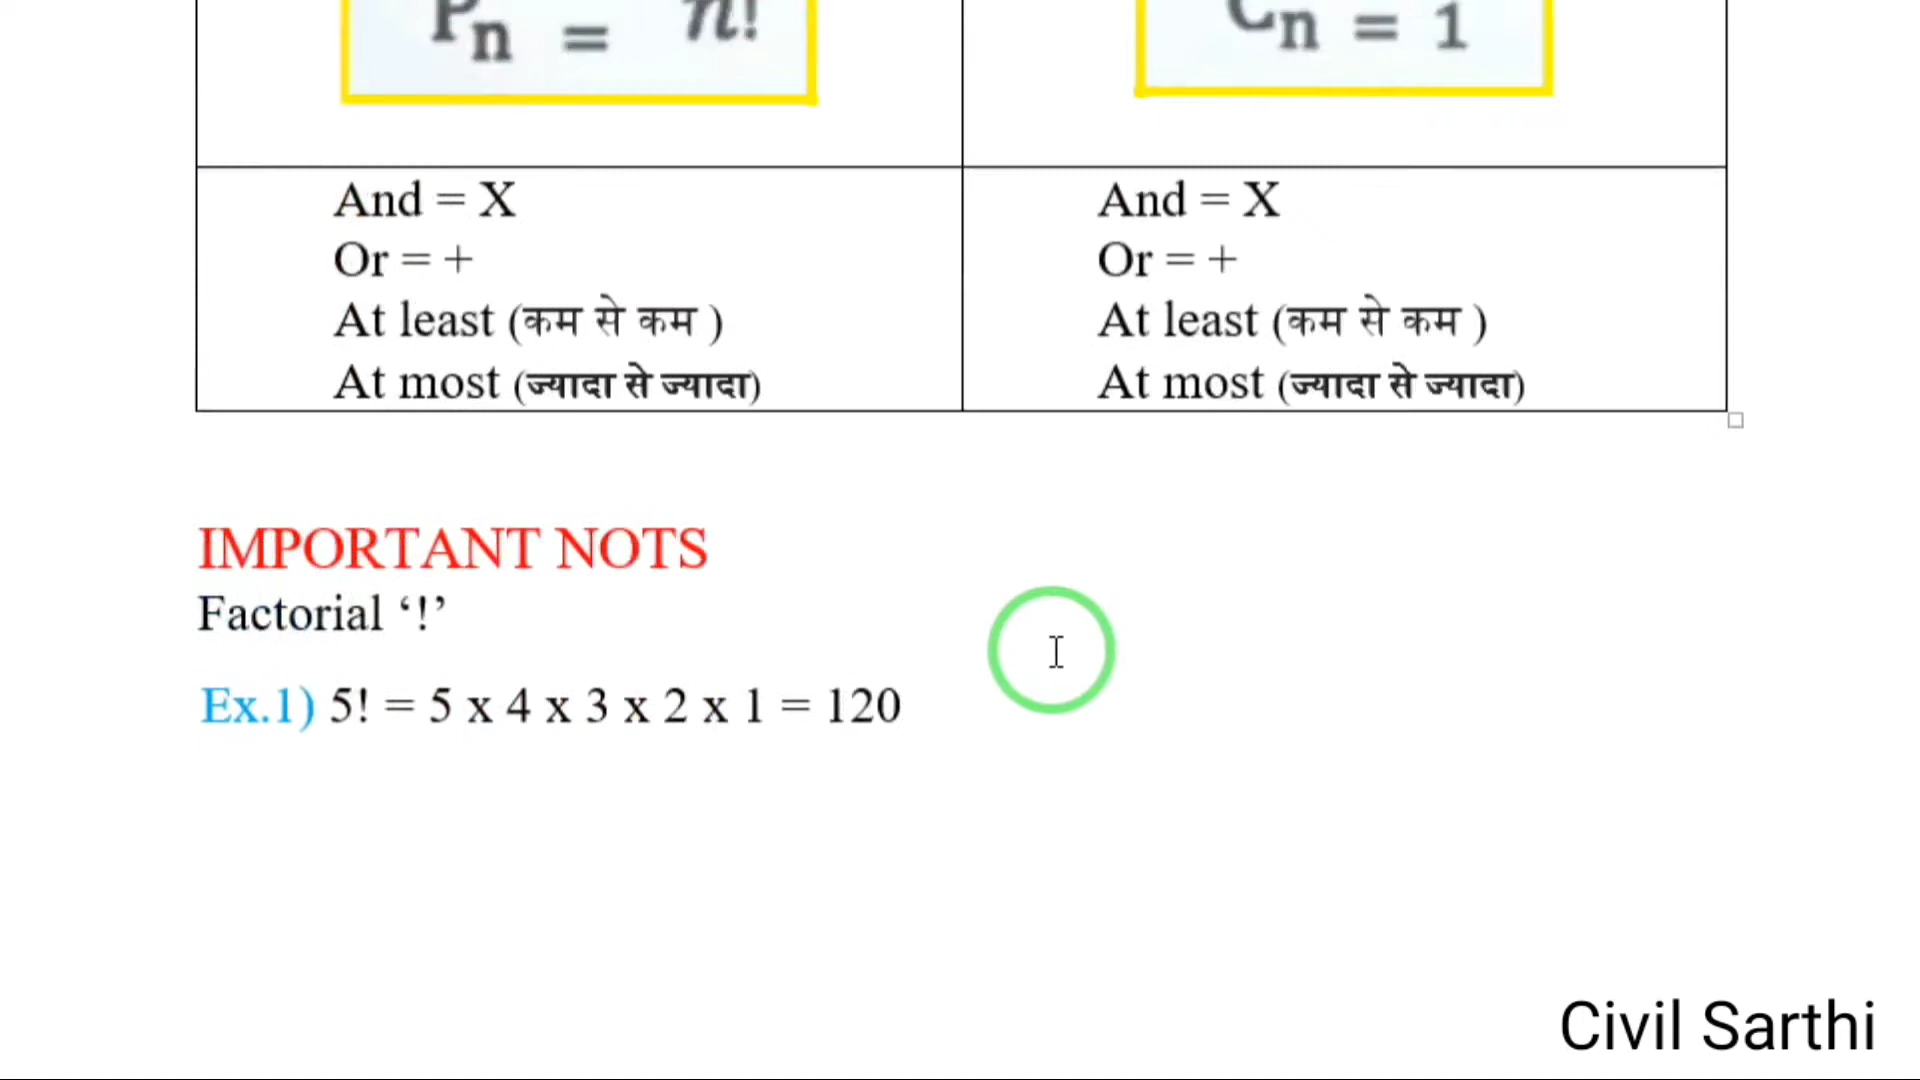 Pn = n!
Cn = 1
And = X
Or = +
At least (कम से कम )
At most (ज्यादा से ज्यादा)
And = X
Or = +
At least (कम से कम )
At most (ज्यादा से ज्यादा)
IMPORTANT NOTS
Factorial ‘!’
Ex.1) 5! = 5 x 4 x 3 x 2 x 1 = 120
Civil Sarthi